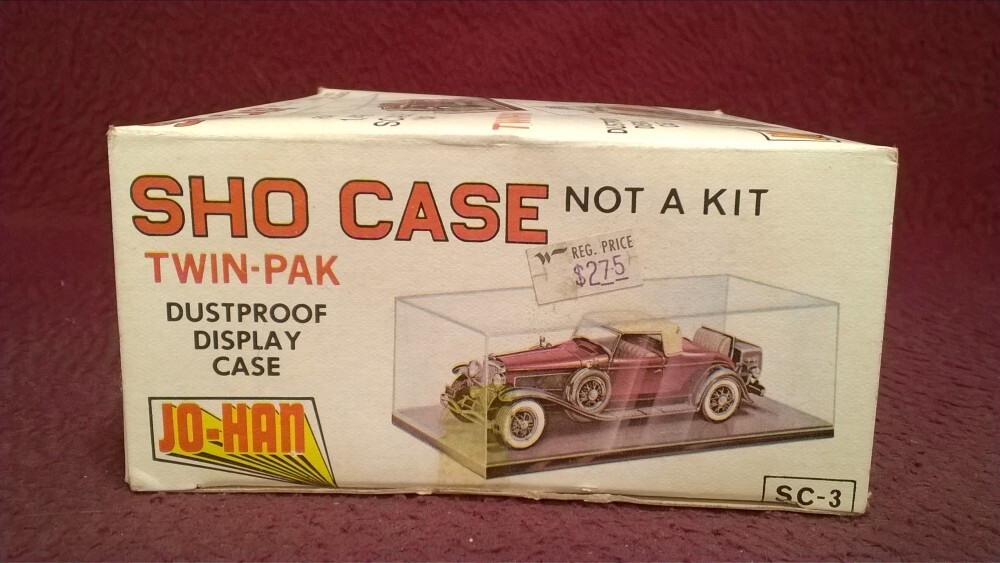 SHO CASE NOT A KIT
TWIN-PAK
REG. PRICE
$27.5
DUSTPROOF
DISPLAY
CASE
JO-HAN
SC-3